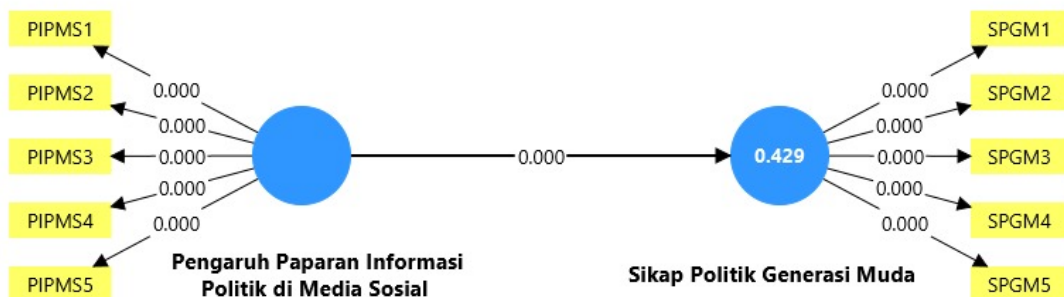 PIPMS1
PIPMS2
PIPMS3
PIPMS4
PIPMS5
0.000
0.000
0.000
0.000
0.000
Pengaruh Paparan Informasi
Politik di Media Sosial
0.000
0.429
Sikap Politik Generasi Muda
0.000
0.000
0.000
0.000
0.000
SPGM1
SPGM2
SPGM3
SPGM4
SPGM5